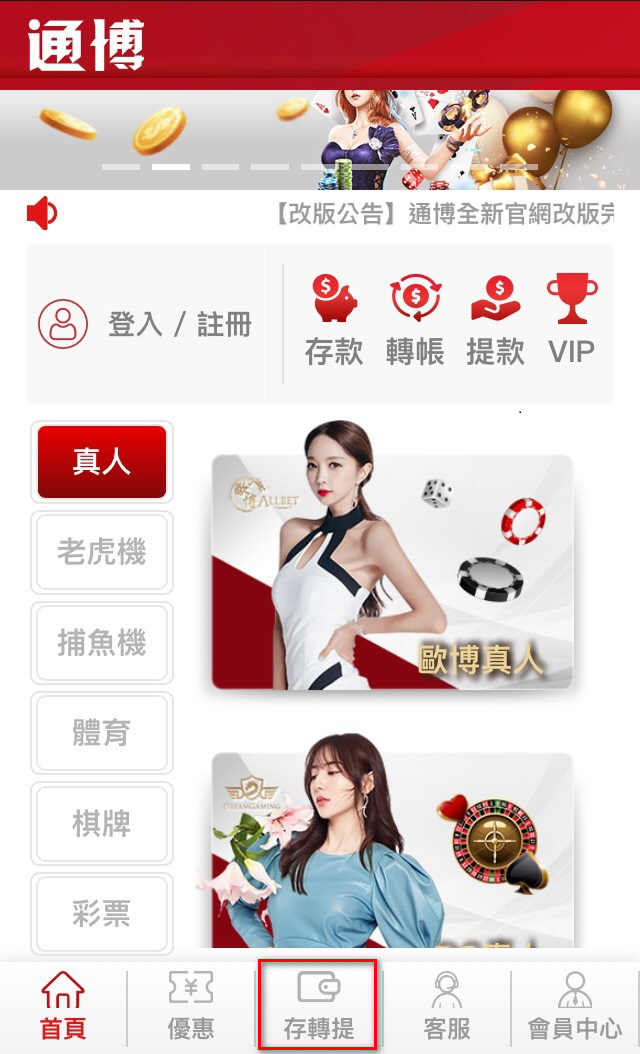 通博
【改版公告】通博全新官網改版完
登入 / 註冊
存款 轉帳 提款 VIP
真人
老虎機
捕魚機
體育
棋牌
彩票
歐博 ALLBET
歐博真人
DREAMGAMING
首頁 優惠 存轉提 客服 會員中心